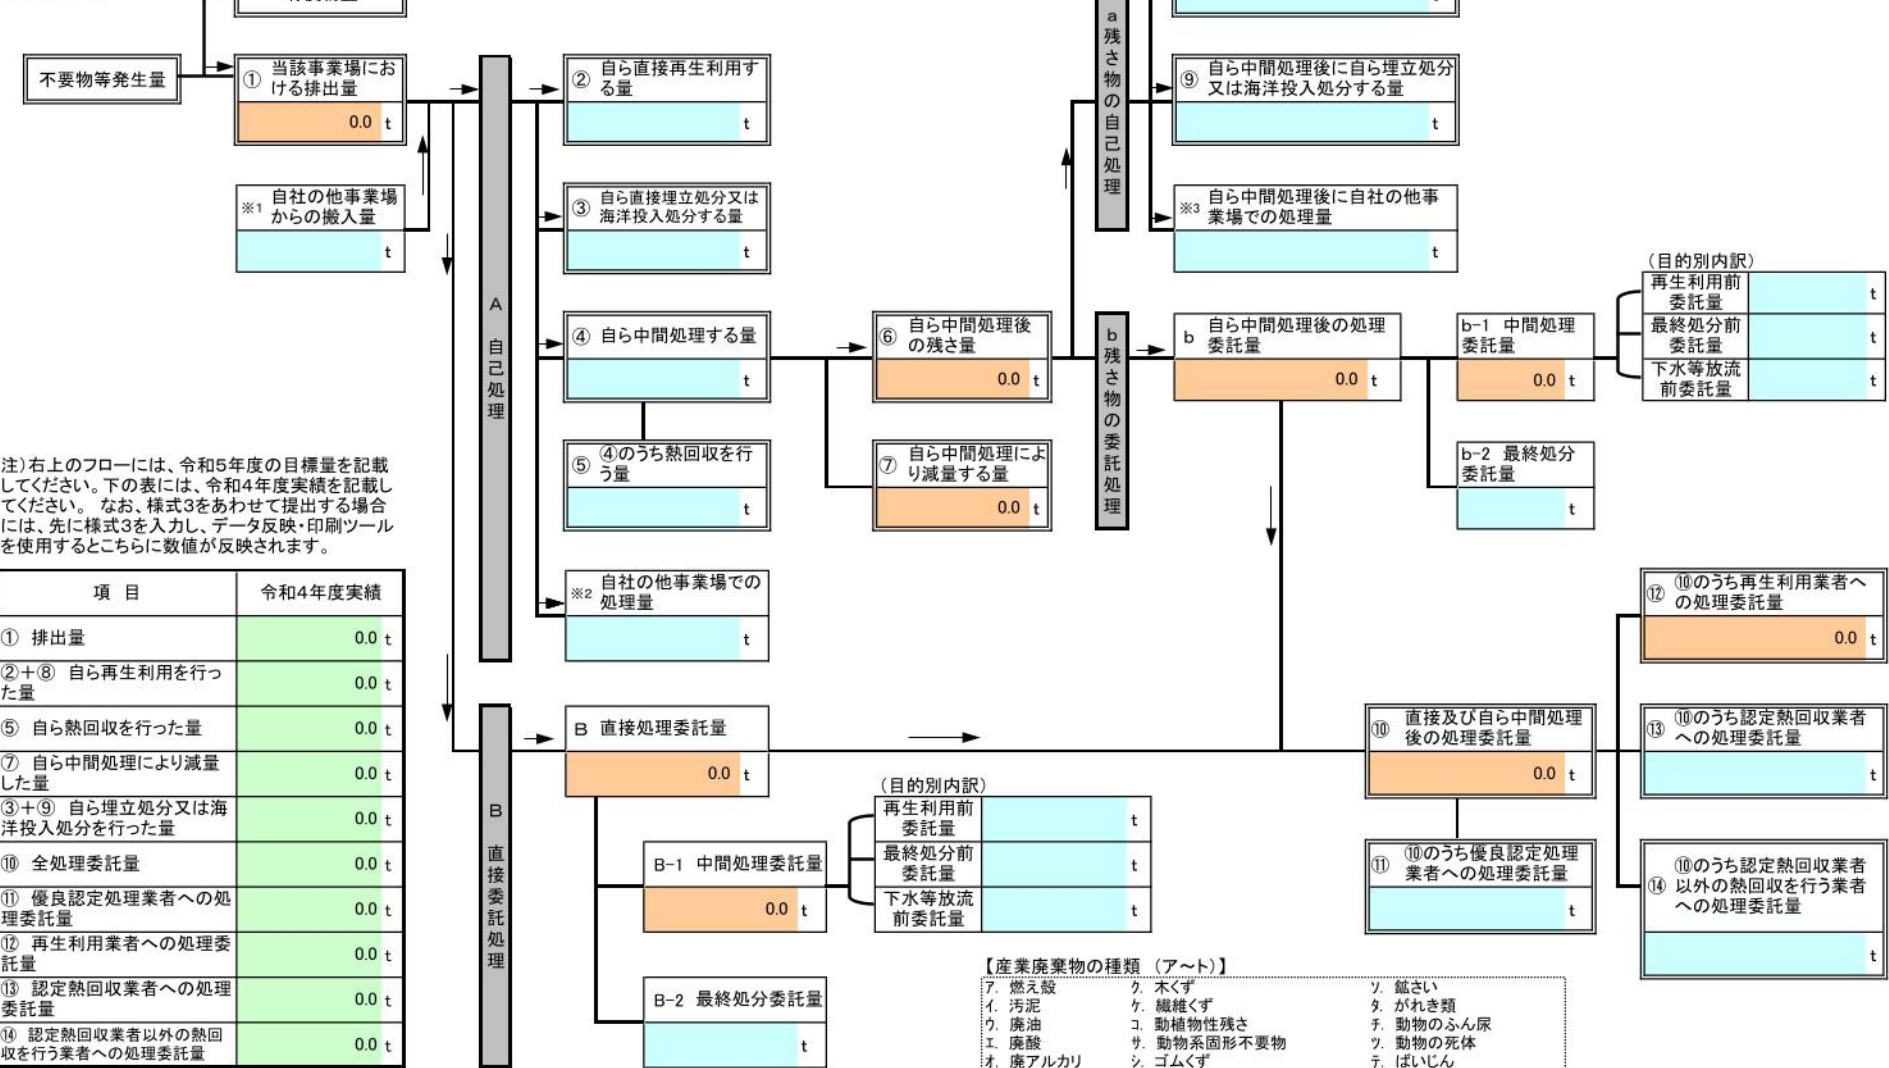 a 残さ物の自己処理
不要物等発生量
① 当該事業場にお
ける排出量
0.0 t
② 自ら直接再生利用す
る量
t
⑨ 自ら中間処理後に自ら埋立処分
又は海洋投入処分する量
t
※1 自社の他事業場
からの搬入量
t
③ 自ら直接埋立処分又は
海洋投入処分する量
t
※3 自ら中間処理後に自社の他事
業場での処理量
t
A 自己処理
④ 自ら中間処理する量
t
⑥ 自ら中間処理後
の残さ量
0.0 t
b 残さ物の委託処理
b 自ら中間処理後の処理
委託量
0.0 t
b-1 中間処理
委託量
0.0 t
(目的別内訳)
再生利用前
委託量
t
最終処分前
委託量
t
下水等放流
前委託量
t
⑤ ④のうち熱回収を行
う量
t
⑦ 自ら中間処理によ
り減量する量
0.0 t
b-2 最終処分
委託量
t
注)右上のフローには、令和5年度の目標量を記載
してください。下の表には、令和4年度実績を記載し
てください。 なお、様式3をあわせて提出する場合
には、先に様式3を入力し、データ反映・印刷ツール
を使用するとこちらに数値が反映されます。
※2 自社の他事業場での
処理量
t
項 目 令和4年度実績
① 排出量 0.0 t
②+⑧ 自ら再生利用を行っ
た量 0.0 t
⑤ 自ら熱回収を行った量 0.0 t
⑦ 自ら中間処理により減量
した量 0.0 t
③+⑨ 自ら埋立処分又は海
洋投入処分を行った量 0.0 t
⑩ 全処理委託量 0.0 t
⑪ 優良認定処理業者への処
理委託量 0.0 t
⑫ 再生利用業者への処理委
託量 0.0 t
⑬ 認定熱回収業者への処理
委託量 0.0 t
⑭ 認定熱回収業者以外の熱回
収を行う業者への処理委託量 0.0 t
B 直接委託処理
B 直接処理委託量
0.0 t
B-1 中間処理委託量
0.0 t
(目的別内訳)
再生利用前
委託量
t
最終処分前
委託量
t
下水等放流
前委託量
t
B-2 最終処分委託量
t
⑩ 直接及び自ら中間処理
後の処理委託量
0.0 t
⑪ ⑩のうち優良認定処理
業者への処理委託量
t
⑫ ⑩のうち再生利用業者へ
の処理委託量
0.0 t
⑬ ⑩のうち認定熱回収業者
への処理委託量
t
⑭ ⑩のうち認定熱回収業者
以外の熱回収を行う業者
への処理委託量
t
【産業廃棄物の種類 (ア~ト)】
ア. 燃え殻 ク. 木くず ソ. 鉱さい
イ. 汚泥 ケ. 繊維くず タ. がれき類
ウ. 廃油 コ. 動植物性残さ チ. 動物のふん尿
エ. 廃酸 サ. 動物系固形不要物 ツ. 動物の死体
オ. 廃アルカリ シ. ゴムくず テ. ばいじん